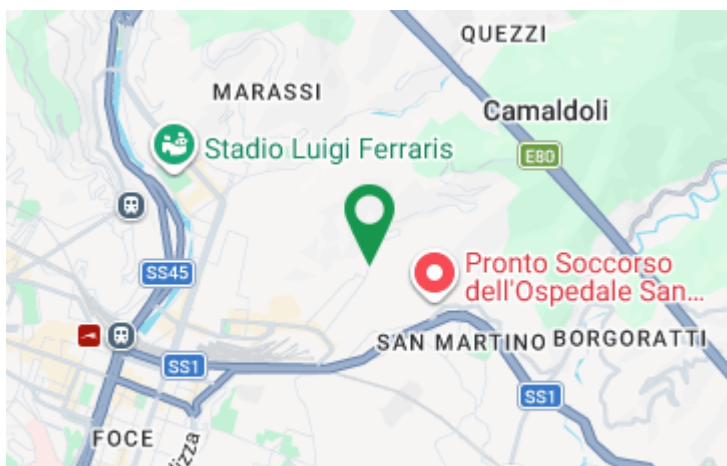 QUEZZI
MARASSI
Camaldoli
Stadio Luigi Ferraris
E80
SS45
Pronto Soccorso
dell'Ospedale San...
SAN MARTINO
BORGORATTI
SS1
SS1
FOCE